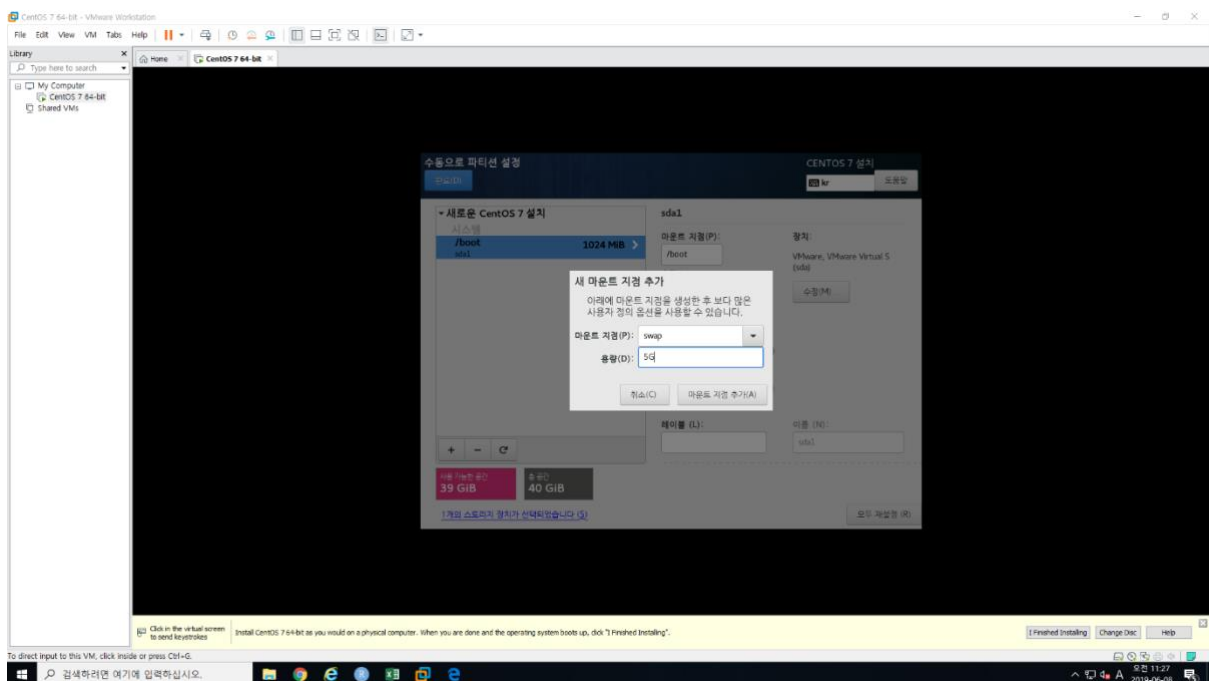 CentOS 7 64-bit - VMware Workstation
File Edit View VM Tabs Help
Library
Type here to search
Home
CentOS 7 64-bit
My Computer
CentOS 7 64-bit
Shared VMs
수동으로 파티션 설정
CENTOS 7 설치
완료(D)
kr
도움말
새로운 CentOS 7 설치
sda1
시스템
/boot
1024 MiB
sda1
마운트 지점(P):
/boot
장치:
VMware, VMware Virtual S (sda)
수정(M)
새 마운트 지점 추가
아래에 마운트 지점을 생성한 후 보다 많은
사용자 정의 옵션을 사용할 수 있습니다.
마운트 지점(P): swap
용량(D): 5G
취소(C)
마운트 지점 추가(A)
레이블 (L):
이름 (N):
sda1
+ -
사용 가능한 공간
39 GiB
총 공간
40 GiB
1개의 스토리지 장치가 선택되었습니다 (S)
모두 재설정 (R)
Click in the virtual screen
to send keystrokes
Install CentOS 7 64-bit as you would on a physical computer. When you are done and the operating system boots up, click "I Finished Installing".
I Finished Installing
Change Disc
Help
To direct input to this VM, click inside or press Ctrl+G.
검색하려면 여기에 입력하십시오.
A
오전 11:27
2019-06-08